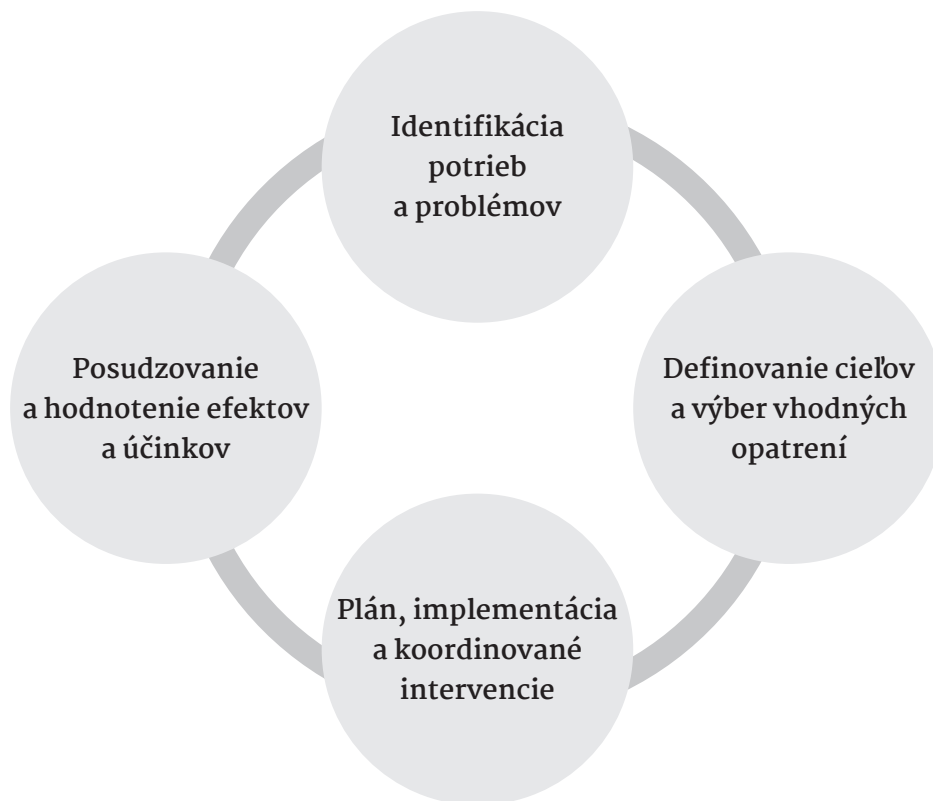 Identifikácia
potrieb
a problémov
Definovanie cieľov
a výber vhodných
opatrení
Plán, implementácia
a koordinované
intervencie
Posudzovanie
a hodnotenie efektov
a účinkov